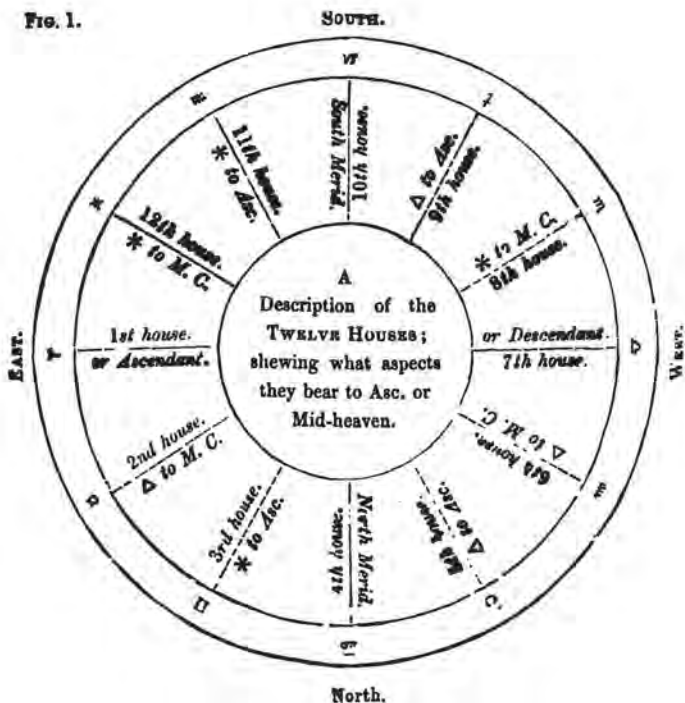 Fig. 1.
SOUTH.
10th house.
South Merid.
△ to Asc.
9th house.
✶ to M. C.
8th house.
or Descendant.
7th house.
△ to M. C.
6th house.
△ to Asc.
5th house.
North Merid.
4th house.
3rd house.
✶ to Asc.
2nd house.
△ to M. C.
1st house.
or Ascendant.
12th house.
✶ to M. C.
11th house.
✶ to Asc.
A
Description of the
TWELVE HOUSES;
shewing what aspects
they bear to Asc. or
Mid-heaven.
EAST.
WEST.
North.